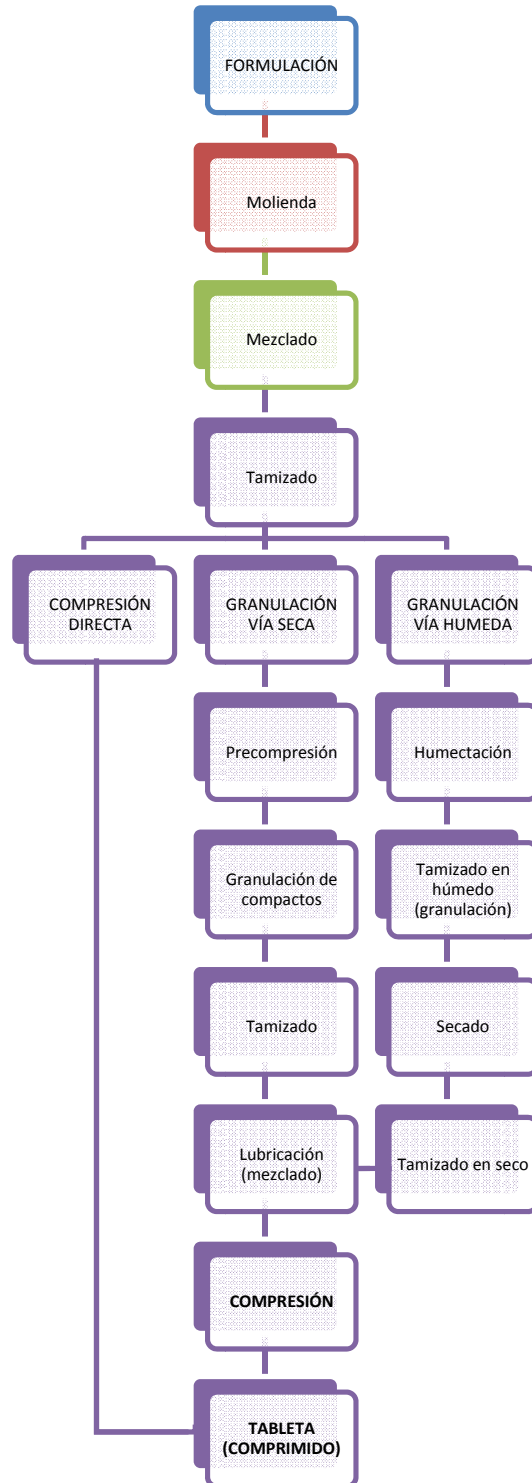 FORMULACIÓN
Molienda
Mezclado
Tamizado
COMPRESIÓN
DIRECTA
GRANULACIÓN
VÍA SECA
GRANULACIÓN
VÍA HUMEDA
Precompresión
Humectación
Granulación de
compactos
Tamizado en
húmedo
(granulación)
Tamizado
Secado
Lubricación
(mezclado)
Tamizado en seco
COMPRESIÓN
TABLETA
(COMPRIMIDO)